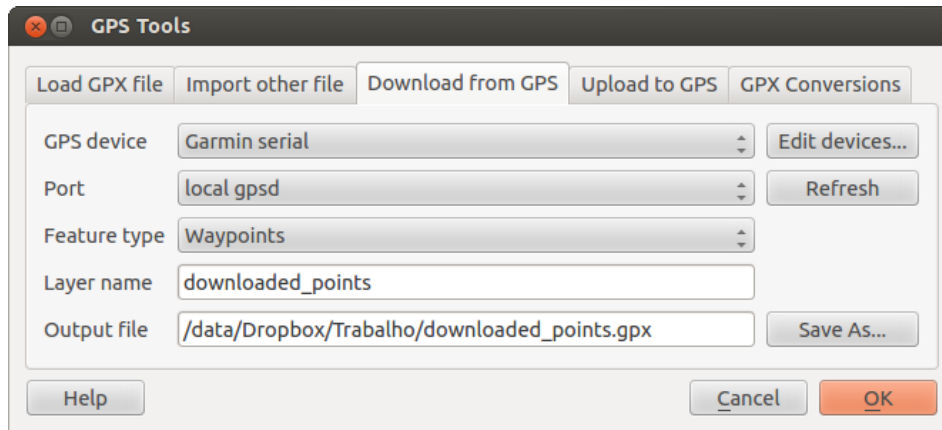 GPS Tools
Load GPX file Import other file Download from GPS Upload to GPS GPX Conversions
GPS device Garmin serial Edit devices...
Port local gpsd Refresh
Feature type Waypoints
Layer name downloaded_points
Output file /data/Dropbox/Trabalho/downloaded_points.gpx Save As...
Help Cancel OK